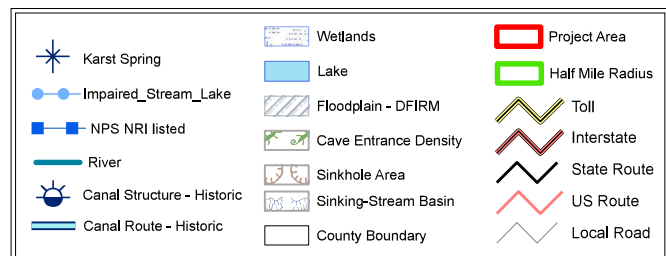 Karst Spring
Impaired_Stream_Lake
NPS NRI listed
River
Canal Structure - Historic
Canal Route - Historic
Wetlands
Lake
Floodplain - DFIRM
Cave Entrance Density
Sinkhole Area
Sinking-Stream Basin
County Boundary
Project Area
Half Mile Radius
Toll
Interstate
State Route
US Route
Local Road